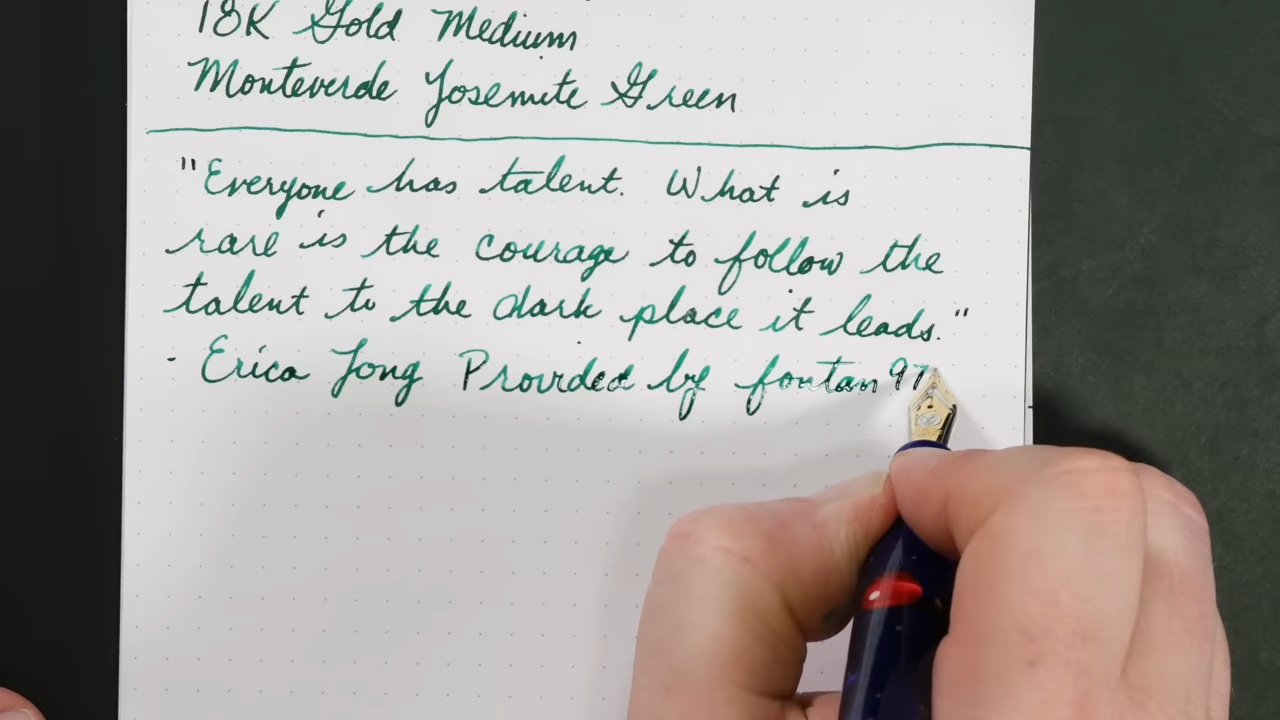 18K Gold Medium
Monteverde Yosemite Green
"Everyone has talent. What is
rare is the courage to follow the
talent to the dark place it leads."
- Erica Jong Provided by fontan97